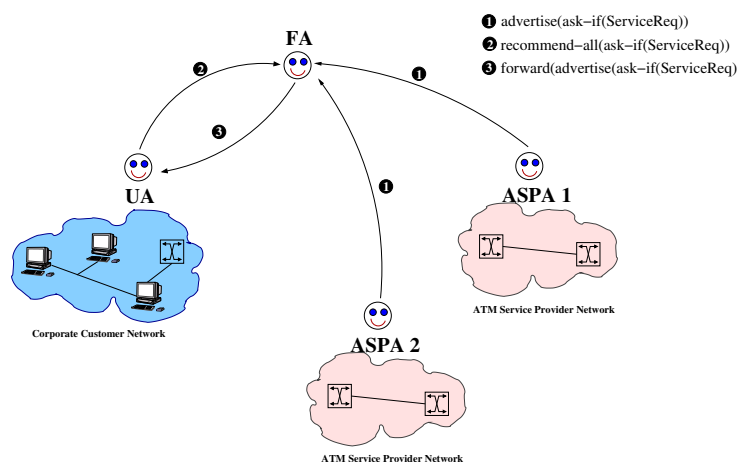 ❶ advertise(ask−if(ServiceReq))
❷ recommend−all(ask−if(ServiceReq))
❸ forward(advertise(ask−if(ServiceReq)
FA
❷
❶
❸
❶
UA
ASPA 1
Corporate Customer Network
ATM Service Provider Network
ASPA 2
ATM Service Provider Network